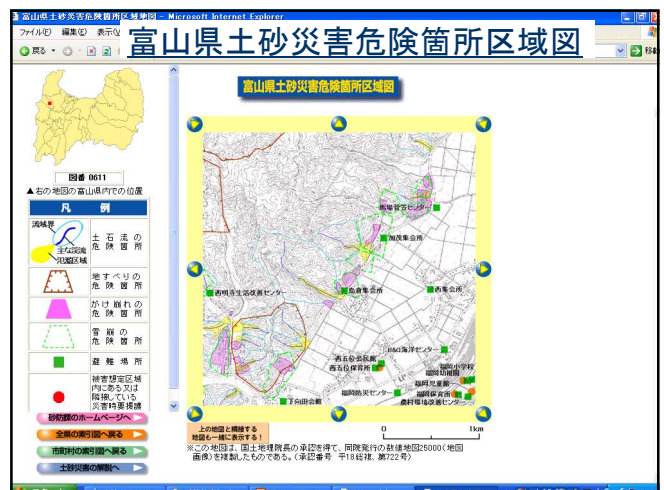 富山県土砂災害危険箇所区域地図 - Microsoft Internet Explorer
ファイル(F) 編集(E) 表示(V)
富山県土砂災害危険箇所区域図
戻る
移動
富山県土砂災害危険箇所区域図
図番 0611
▲右の地図の富山県内での位置
凡 例
流域界
主な渓流
氾濫区域
土石流の
危険箇所
地すべりの
危険箇所
がけ崩れの
危険箇所
雪崩の
危険箇所
避難場所
被害想定区域
内にある又は
隣接している
災害時要援護
砂防課のホームページへ
全県の索引図へ戻る
市町村の索引図へ戻る
土砂災害の解説へ
馬場管谷センター
加茂集会所
西明寺生活改善センター
鳥倉集会所
西集会所
B&G海洋センター
西五位公民館
西五位保育所
福岡小学校
福岡幼稚園
福岡児童館
福岡防災センター
福岡保育所
農村環境改善センター
下向田会館
上の地図と隣接する
地図も一緒に表示する!
0 1km
※この地図は、国土地理院長の承認を得て、同院発行の数値地図25000(地図
画像)を複製したものである。(承認番号 平18総複、第722号)